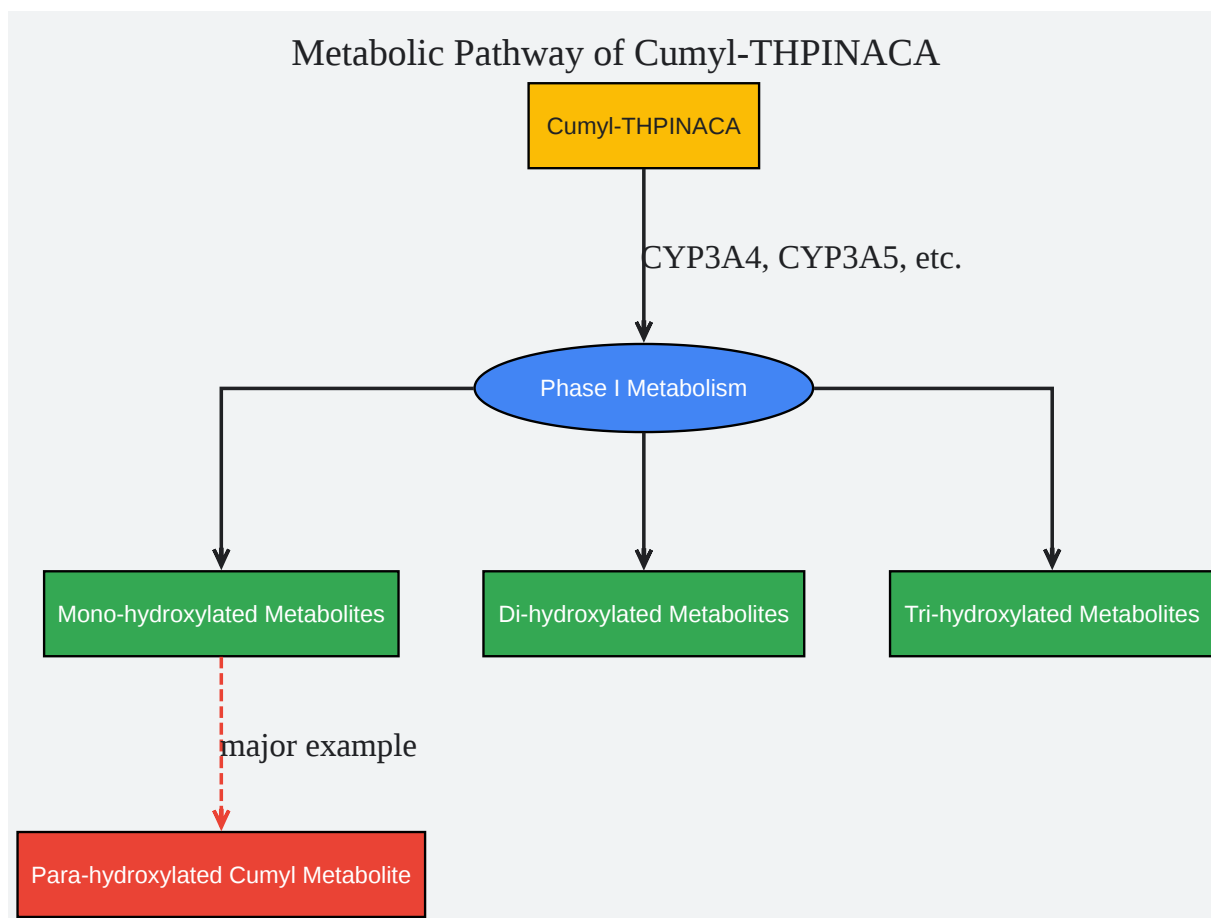 Metabolic Pathway of Cumyl-THPINACA
Cumyl-THPINACA
CYP3A4, CYP3A5, etc.
Phase I Metabolism
Mono-hydroxylated Metabolites
Di-hydroxylated Metabolites
Tri-hydroxylated Metabolites
major example
Para-hydroxylated Cumyl Metabolite